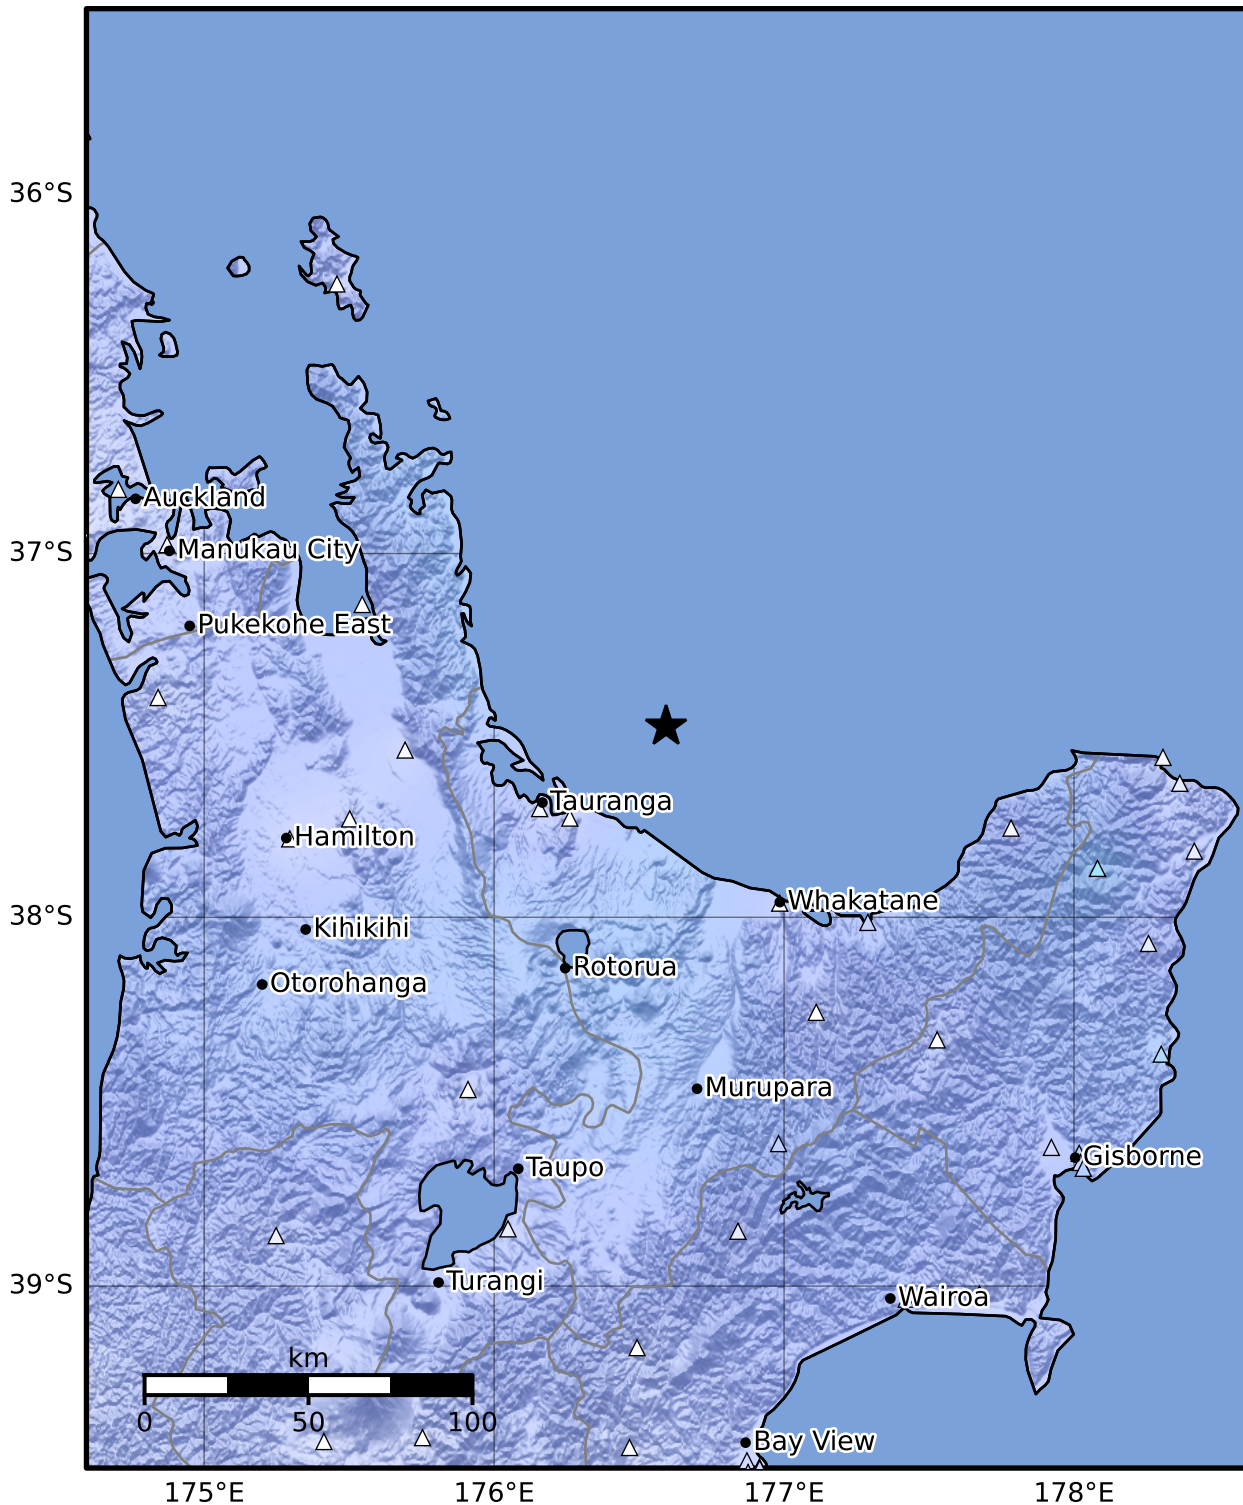 36°S
Auckland
37°S
Manukau City
Pukekohe East
Tauranga
Hamilton
Whakatane
38°S
Kihikihi
Rotorua
Otorohanga
Murupara
Gisborne
Taupo
39°S
Turangi
Wairoa
km
0 50 100
Bay View
175°E 176°E 177°E 178°E